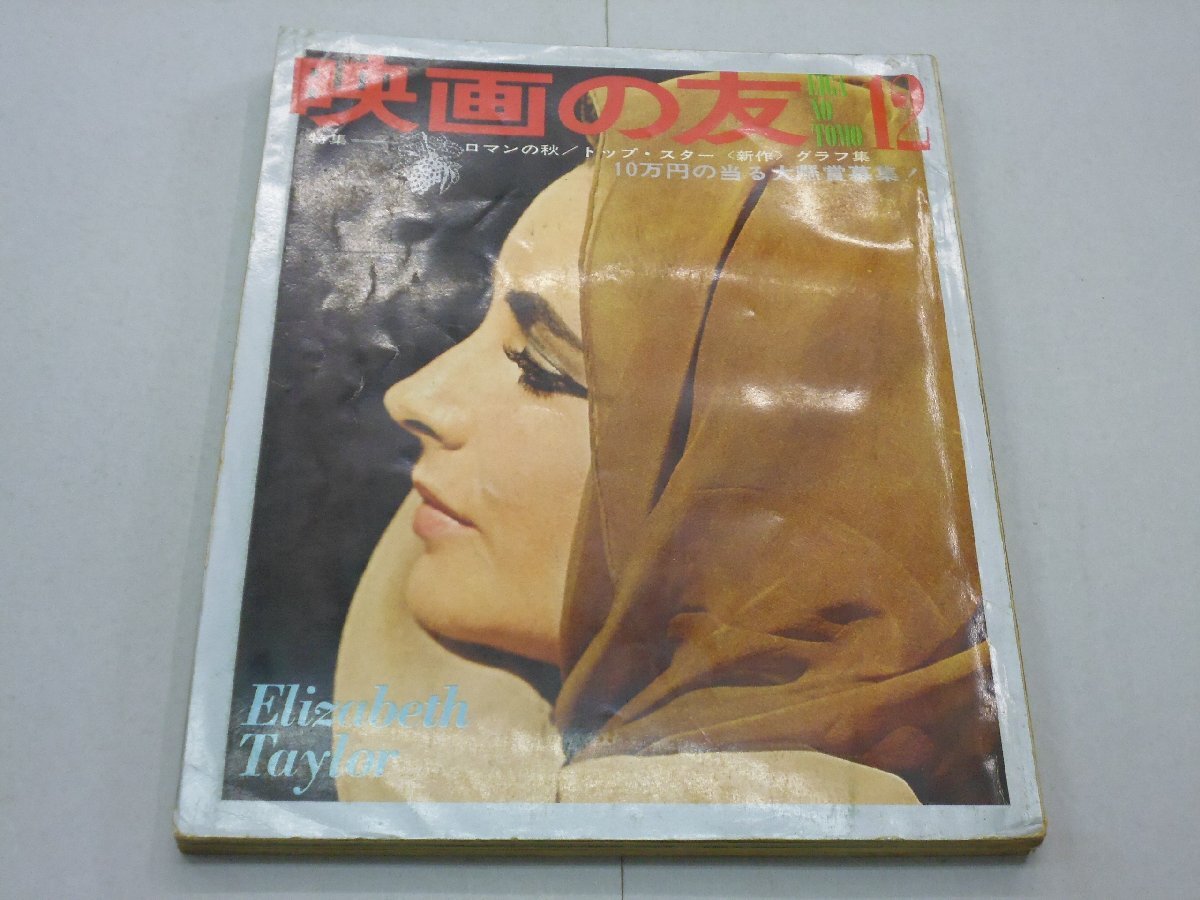 映画の友
EIGA
NO
TOMO
12
特集
ロマンの秋/トップ・スター〈新作〉グラフ集
10万円の当る大懸賞募集!
Elizabeth
Taylor